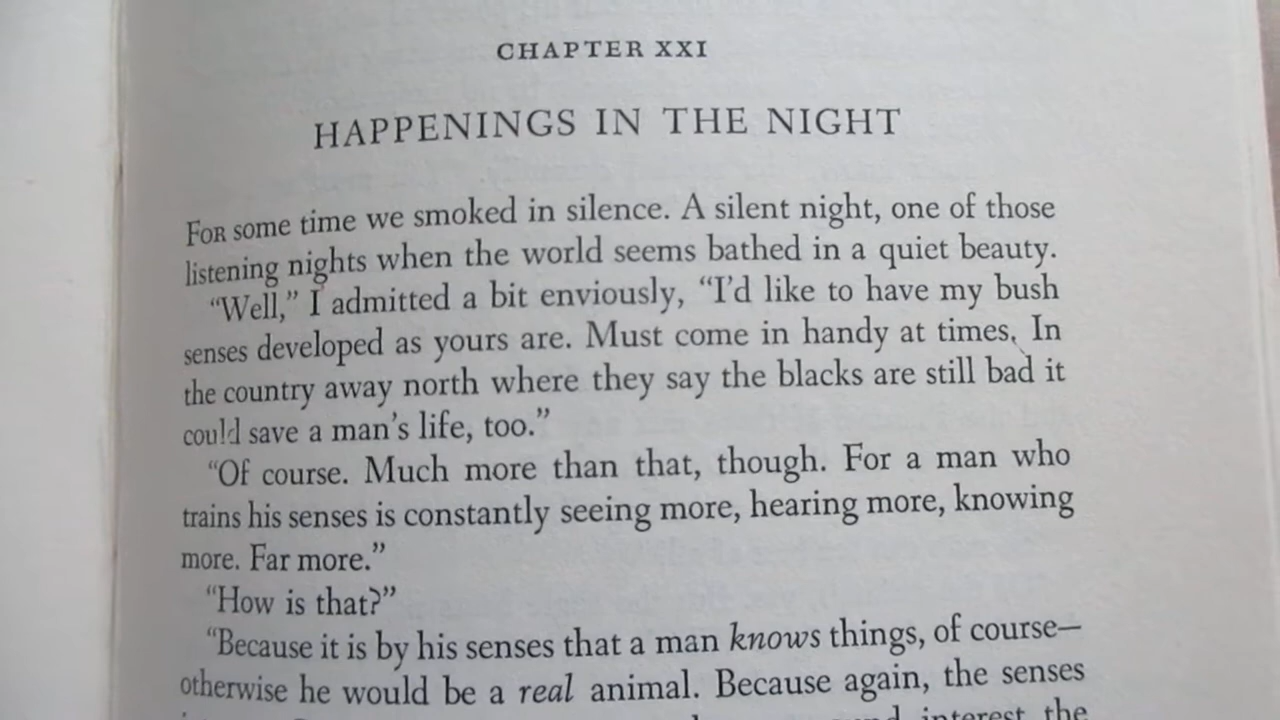 CHAPTER XXI
HAPPENINGS IN THE NIGHT
FOR some time we smoked in silence. A silent night, one of those
listening nights when the world seems bathed in a quiet beauty.
“Well,” I admitted a bit enviously, “I’d like to have my bush
senses developed as yours are. Must come in handy at times. In
the country away north where they say the blacks are still bad it
could save a man’s life, too.”
“Of course. Much more than that, though. For a man who
trains his senses is constantly seeing more, hearing more, knowing
more. Far more.”
“How is that?”
“Because it is by his senses that a man knows things, of course—
otherwise he would be a real animal. Because again, the senses
interest the